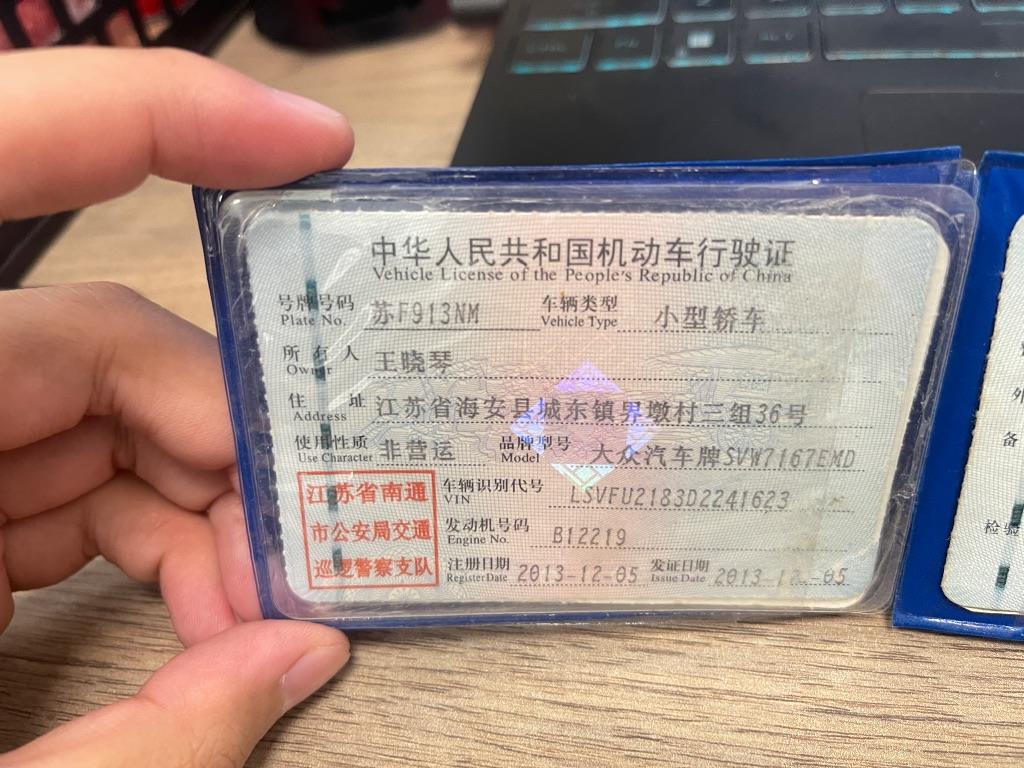 中华人民共和国机动车行驶证
Vehicle License of the People's Republic of China
号牌号码 苏F913NM 车辆类型 小型轿车
Plate No. Vehicle Type
所有人 王晓琴
Owner
住址 江苏省海安县城东镇界墩村三组36号
Address
使用性质 非营运 品牌型号 大众汽车牌SVW7167EMD
Use Character Model
江苏省南通
市公安局交通
巡逻警察支队
车辆识别代号 LSVFU2183D2241623
VIN
发动机号码 B12219
Engine No.
注册日期 2013-12-05 发证日期 2013-12-05
Register Date Issue Date
外
备
检验